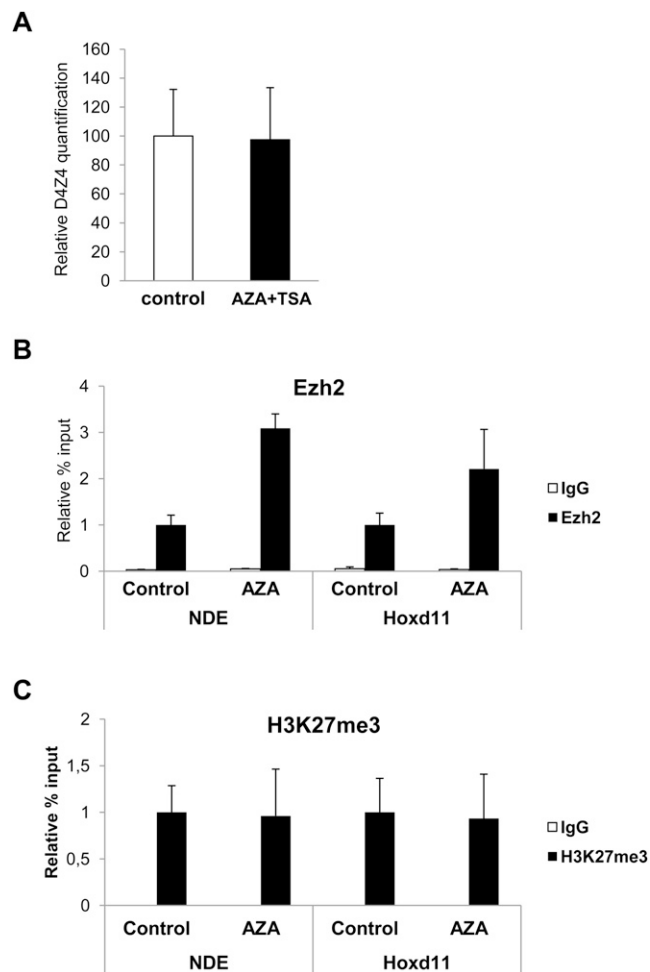 A
Relative D4Z4 quantification
160
140
120
100
80
60
40
20
0
control AZA+TSA
B
Ezh2
Relative % input
4
3
2
1
0
IgG
Ezh2
Control AZA Control AZA
NDE Hoxd11
C
H3K27me3
Relative % input
2
1,5
1
0,5
0
IgG
H3K27me3
Control AZA Control AZA
NDE Hoxd11